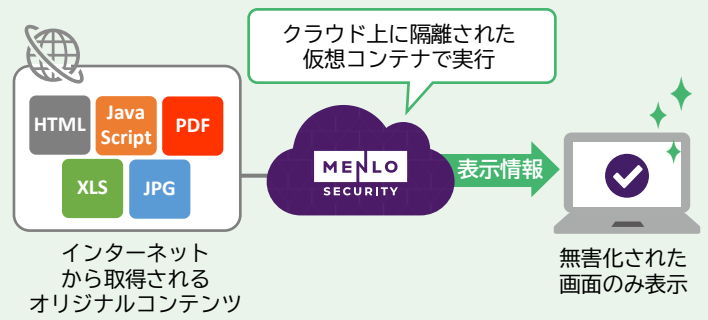 クラウド上に隔離された
仮想コンテナで実行
HTML
Java
Script
PDF
XLS
JPG
MENLO
SECURITY
表示情報
インターネット
から取得される
オリジナルコンテンツ
無害化された
画面のみ表示